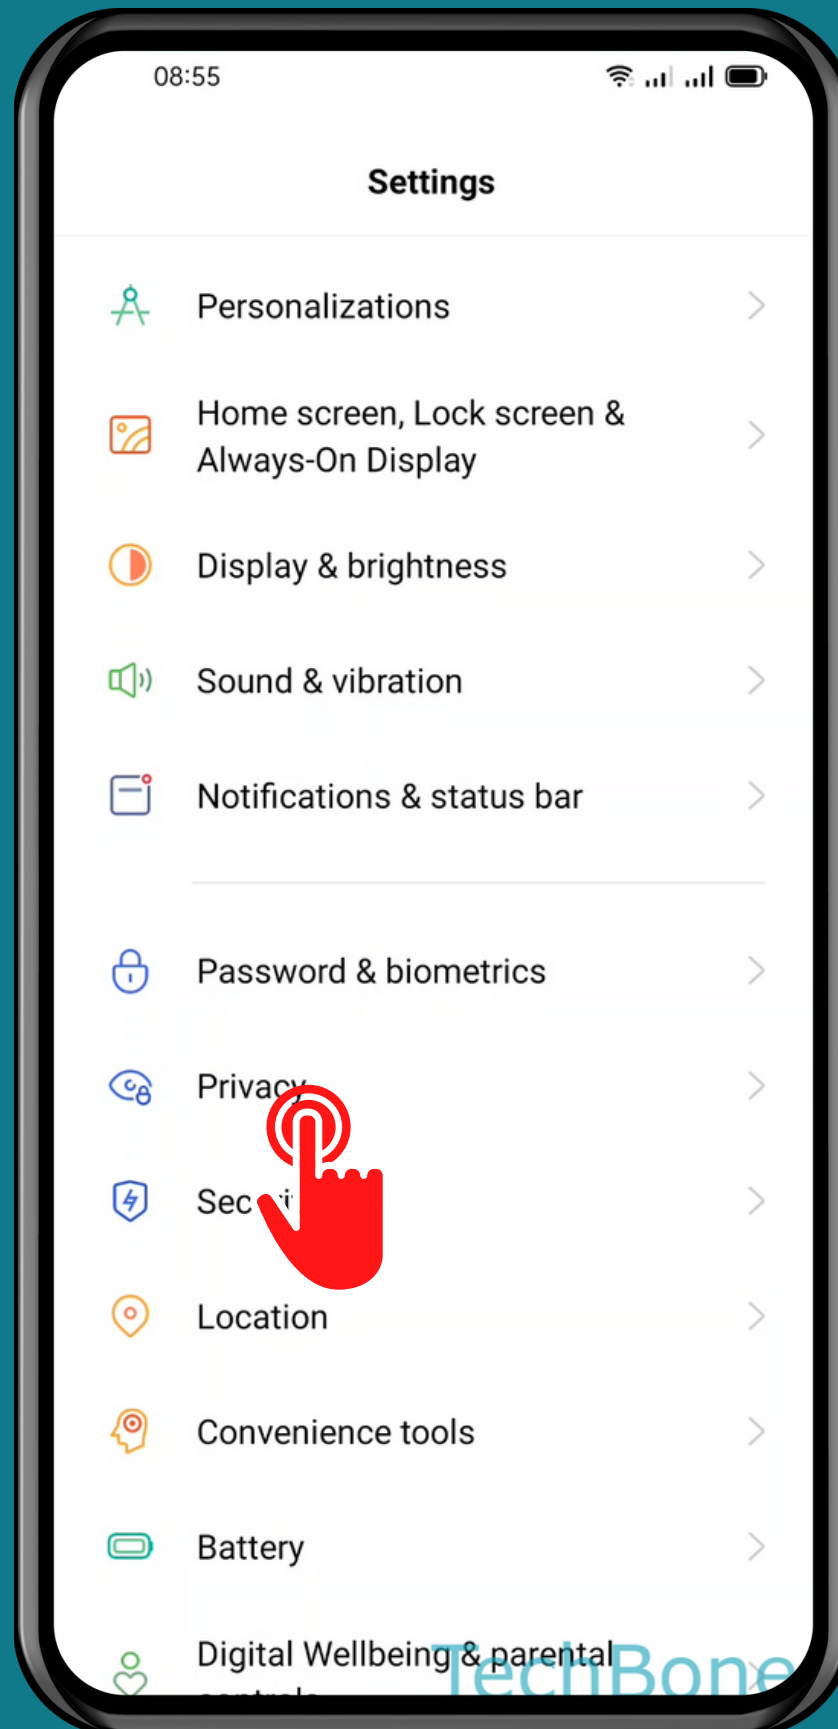 08:55
Settings
Personalizations
Home screen, Lock screen &
Always-On Display
Display & brightness
Sound & vibration
Notifications & status bar
Password & biometrics
Privacy
Location
Convenience tools
Battery
Digital Wellbeing & parental
TechBone